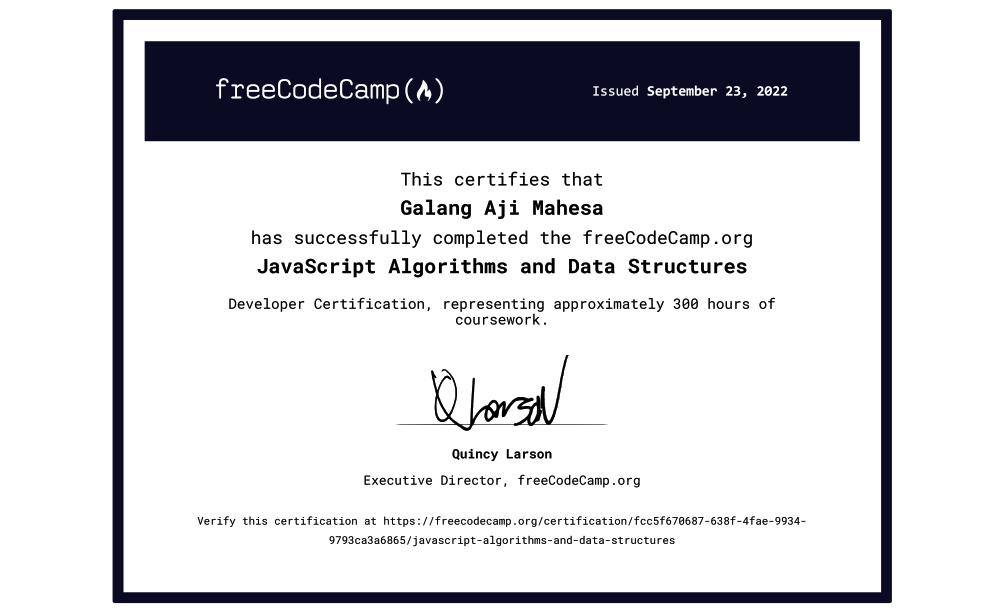 freeCodeCamp(🔥)
Issued September 23, 2022
This certifies that
Galang Aji Mahesa
has successfully completed the freeCodeCamp.org
JavaScript Algorithms and Data Structures
Developer Certification, representing approximately 300 hours of
coursework.
Q Larson
Quincy Larson
Executive Director, freeCodeCamp.org
Verify this certification at https://freecodecamp.org/certification/fcc5f670687-638f-4fae-9934-
9793ca3a6865/javascript-algorithms-and-data-structures